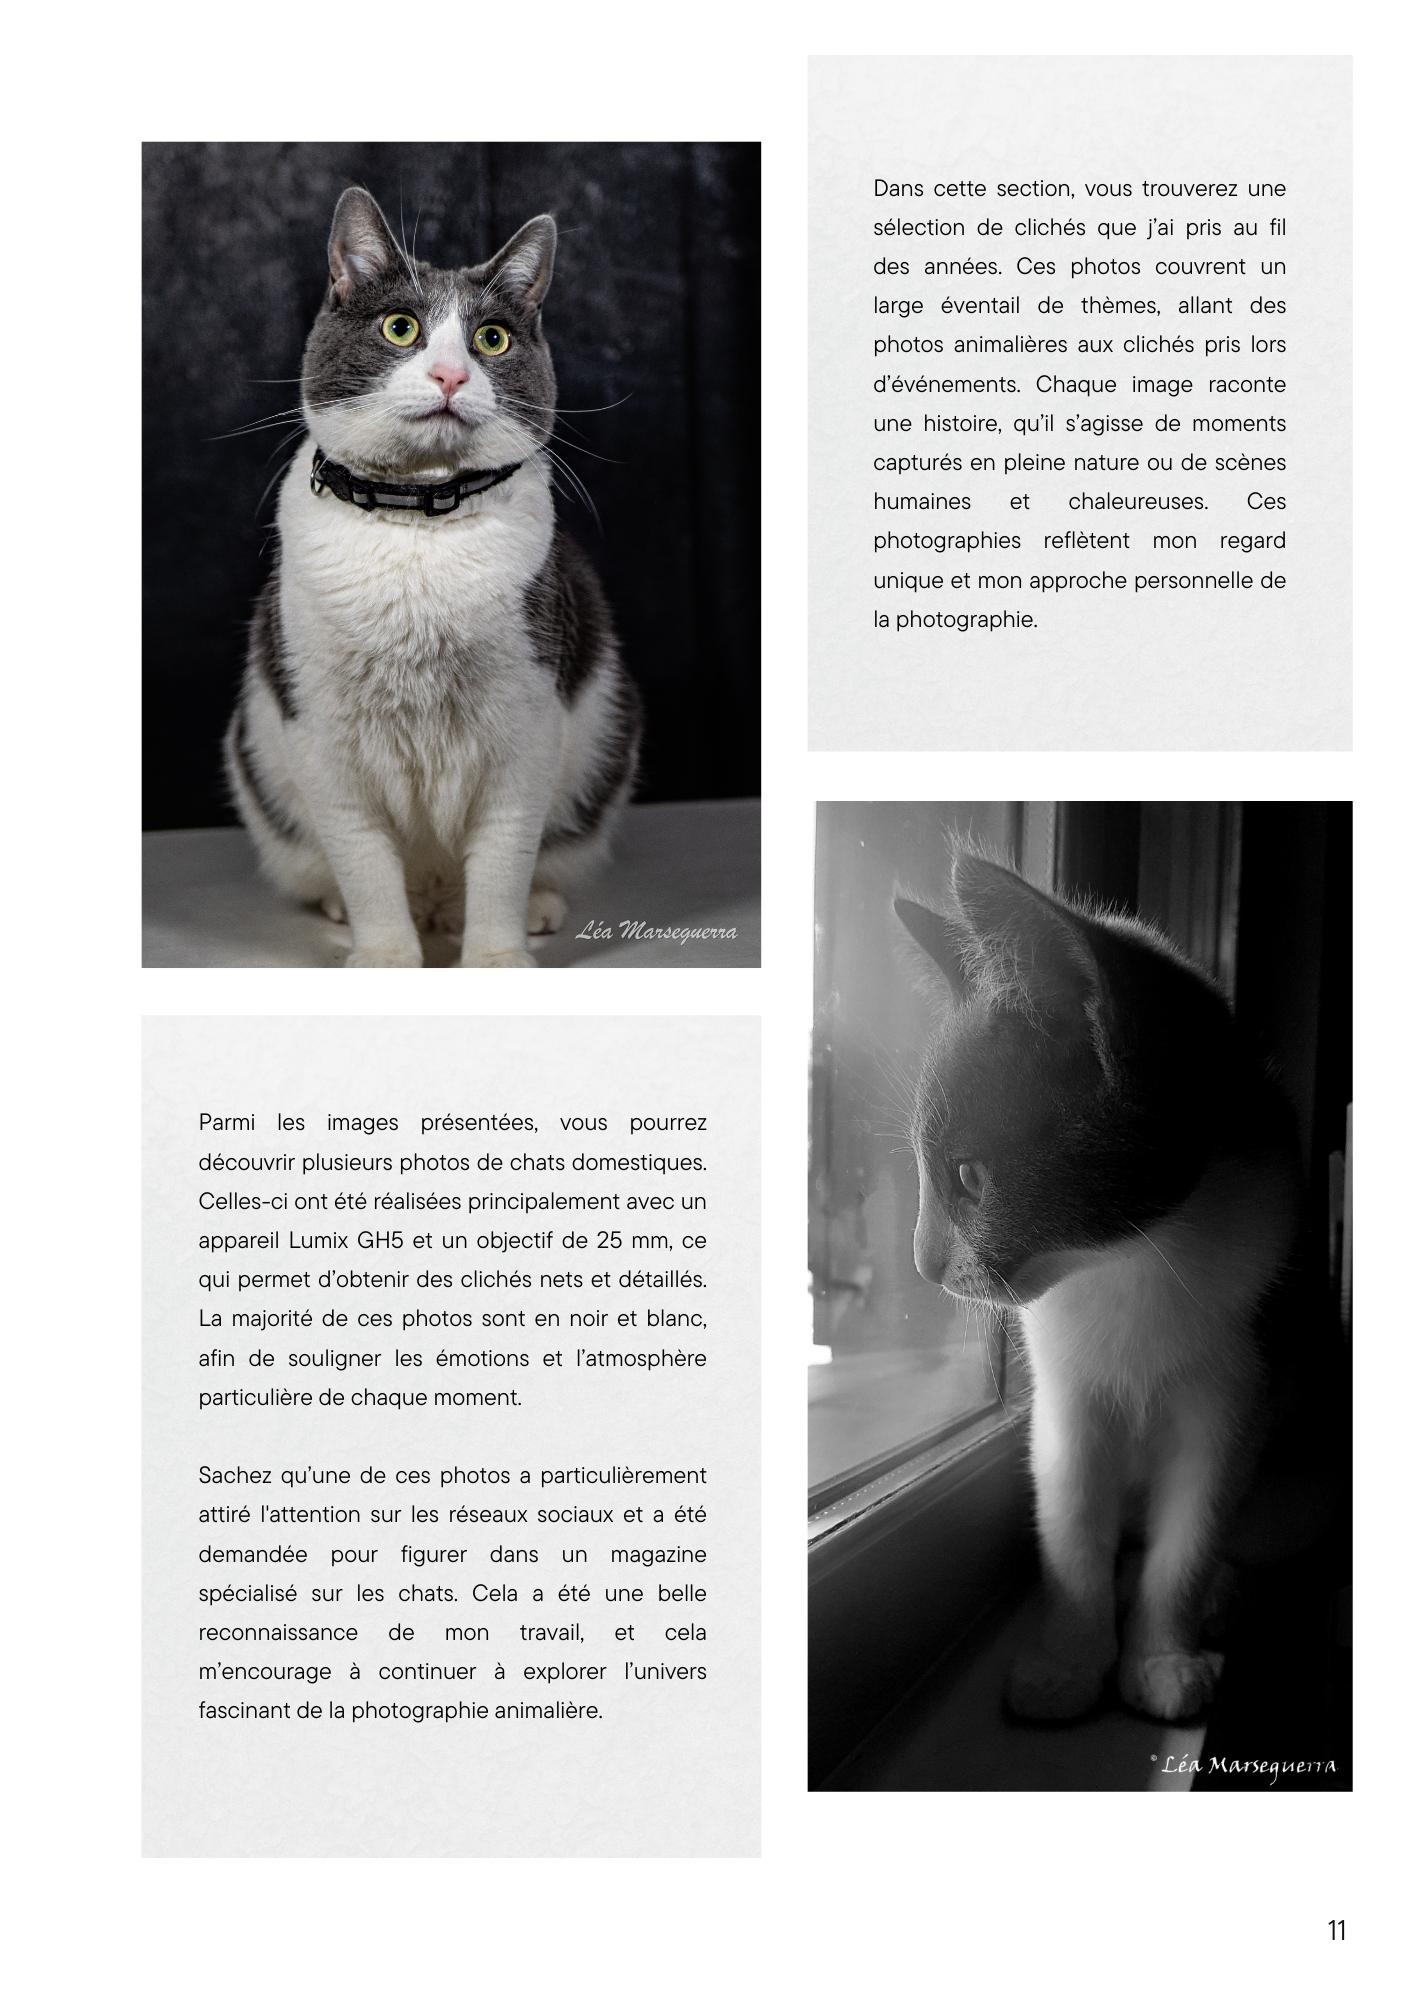 Dans cette section, vous trouverez une
sélection de clichés que j’ai pris au fil
des années. Ces photos couvrent un
large éventail de thèmes, allant des
photos animalières aux clichés pris lors
d’événements. Chaque image raconte
une histoire, qu’il s’agisse de moments
capturés en pleine nature ou de scènes
humaines et chaleureuses. Ces
photographies reflètent mon regard
unique et mon approche personnelle de
la photographie.
Léa Marseguerra
Parmi les images présentées, vous pourrez
découvrir plusieurs photos de chats domestiques.
Celles-ci ont été réalisées principalement avec un
appareil Lumix GH5 et un objectif de 25 mm, ce
qui permet d’obtenir des clichés nets et détaillés.
La majorité de ces photos sont en noir et blanc,
afin de souligner les émotions et l’atmosphère
particulière de chaque moment.
Sachez qu’une de ces photos a particulièrement
attiré l'attention sur les réseaux sociaux et a été
demandée pour figurer dans un magazine
spécialisé sur les chats. Cela a été une belle
reconnaissance de mon travail, et cela
m’encourage à continuer à explorer l’univers
fascinant de la photographie animalière.
© Léa Marseguerra
11